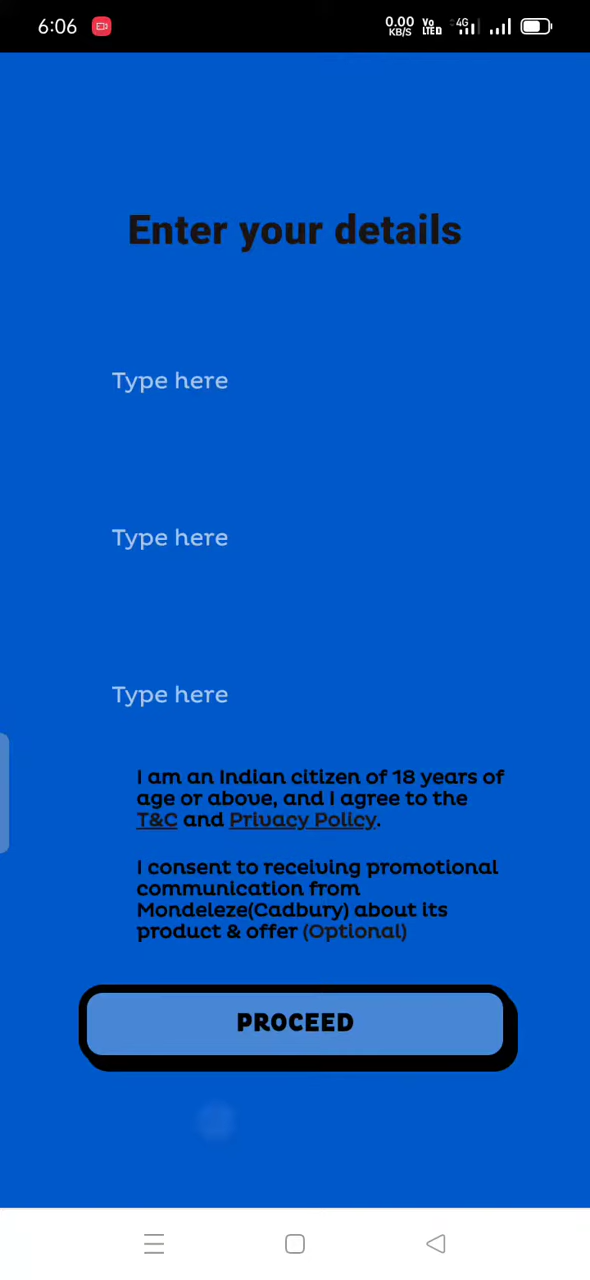 6:06
0.00
KB/S
Vo
LTED
4G
Enter your details
Type here
Type here
Type here
I am an Indian citizen of 18 years of
age or above, and I agree to the
T&C and Privacy Policy.
I consent to receiving promotional
communication from
Mondeleze(Cadbury) about its
product & offer (Optional)
PROCEED